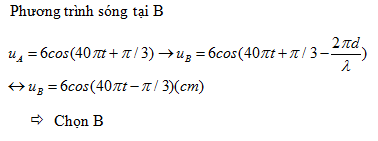 Phương trình sóng tại B
u_A = 6cos(40πt + π / 3) → u_B = 6cos(40πt + π / 3 − \frac{2πd}{λ})
↔ u_B = 6cos(40πt − π / 3)(cm)
⇨ Chọn B